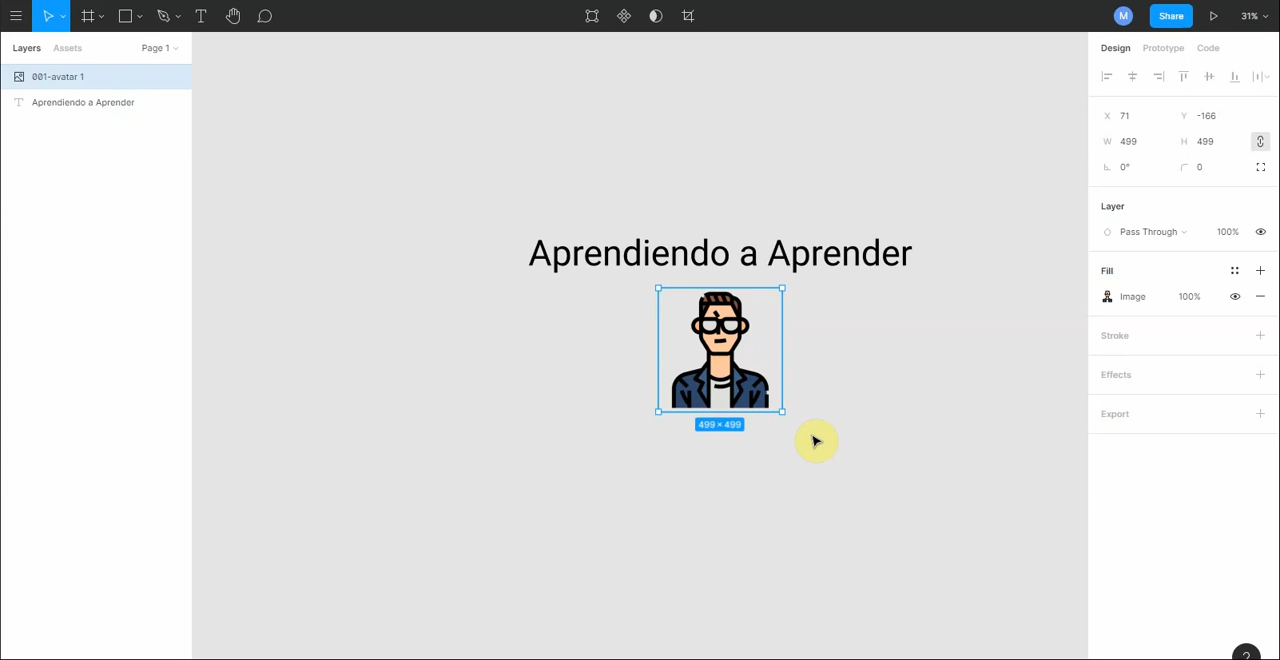 M
Share
31%
Layers
Assets
Page 1
001-avatar 1
Aprendiendo a Aprender
Aprendiendo a Aprender
499 × 499
Design
Prototype
Code
X 71
Y -166
W 499
H 499
0°
0
Layer
Pass Through
100%
Fill
Image
100%
Stroke
Effects
Export
?